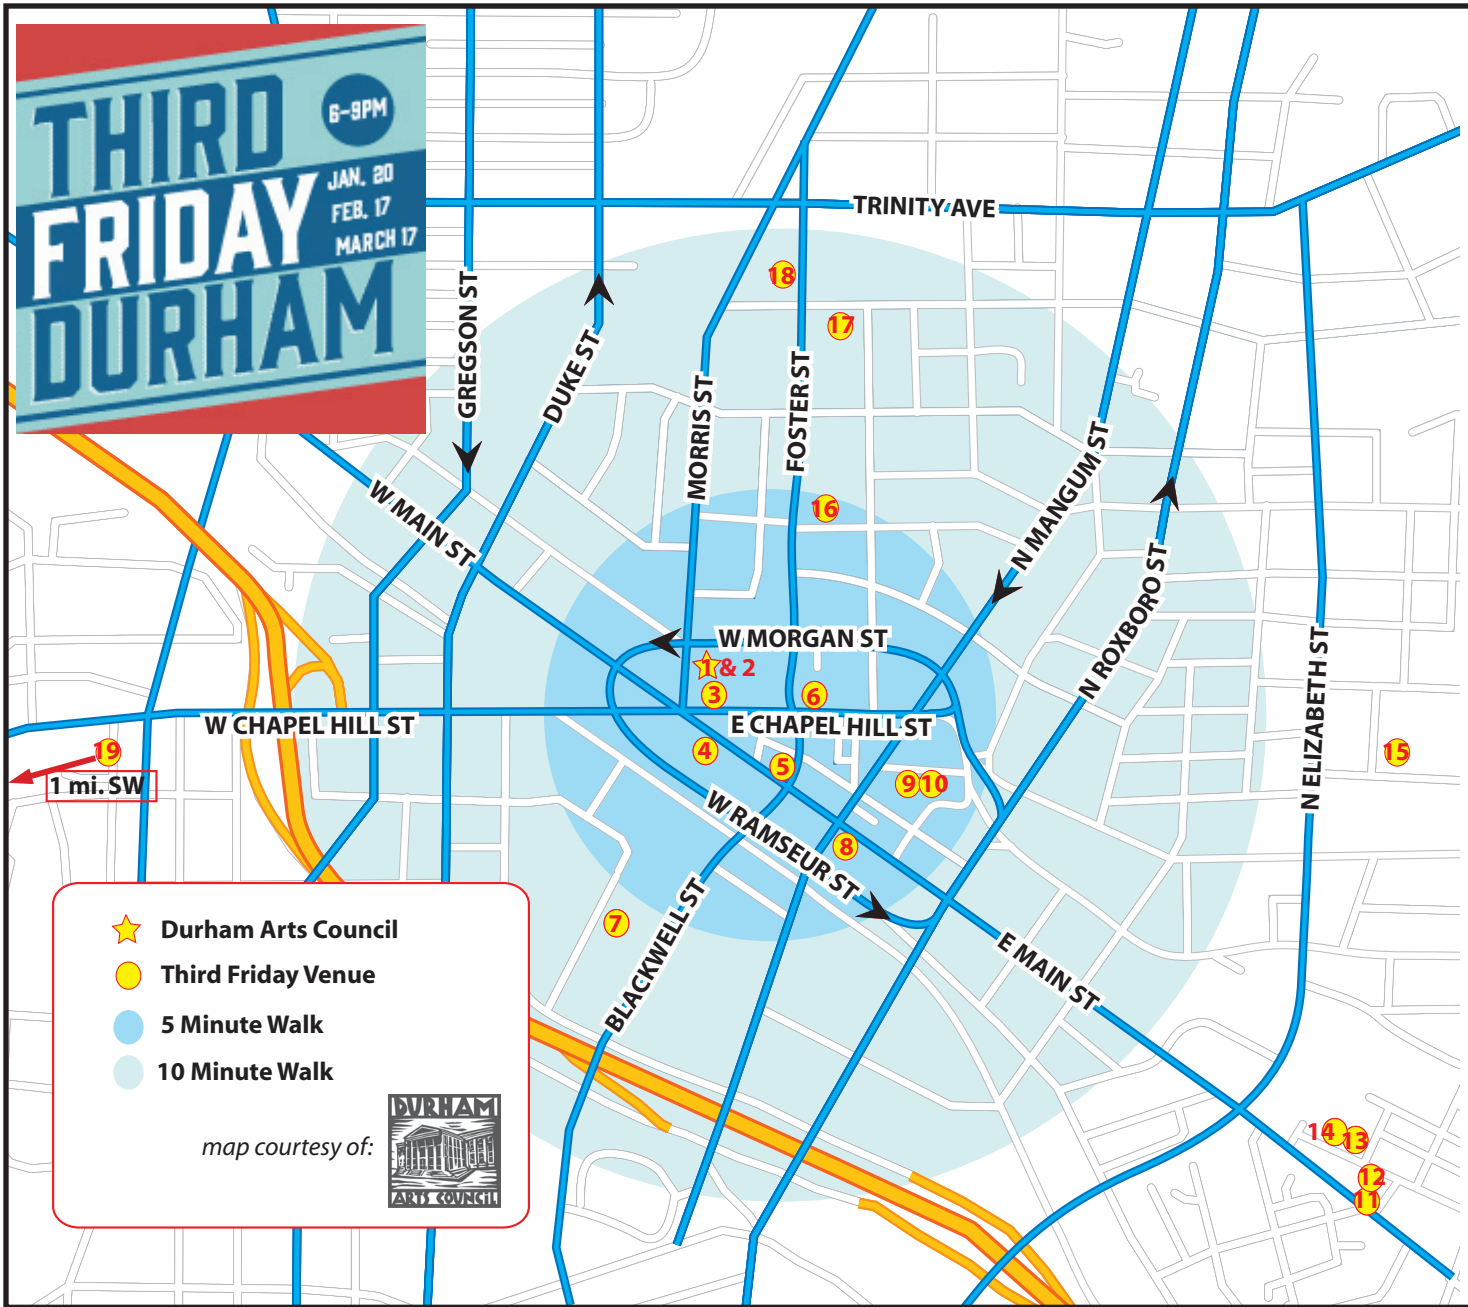 THIRD
FRIDAY
DURHAM
6–9PM
JAN. 20
FEB. 17
MARCH 17
TRINITY AVE
GREGSON ST
DUKE ST
MORRIS ST
FOSTER ST
N MANGUM ST
N ROXBORO ST
N ELIZABETH ST
W MAIN ST
W MORGAN ST
W CHAPEL HILL ST
E CHAPEL HILL ST
W RAMSEUR ST
BLACKWELL ST
E MAIN ST
18
17
16
1 & 2
3
6
4
5
9
10
8
7
15
19
1 mi. SW
14
13
12
11
Durham Arts Council
Third Friday Venue
5 Minute Walk
10 Minute Walk
map courtesy of:
DURHAM
ARTS COUNCIL